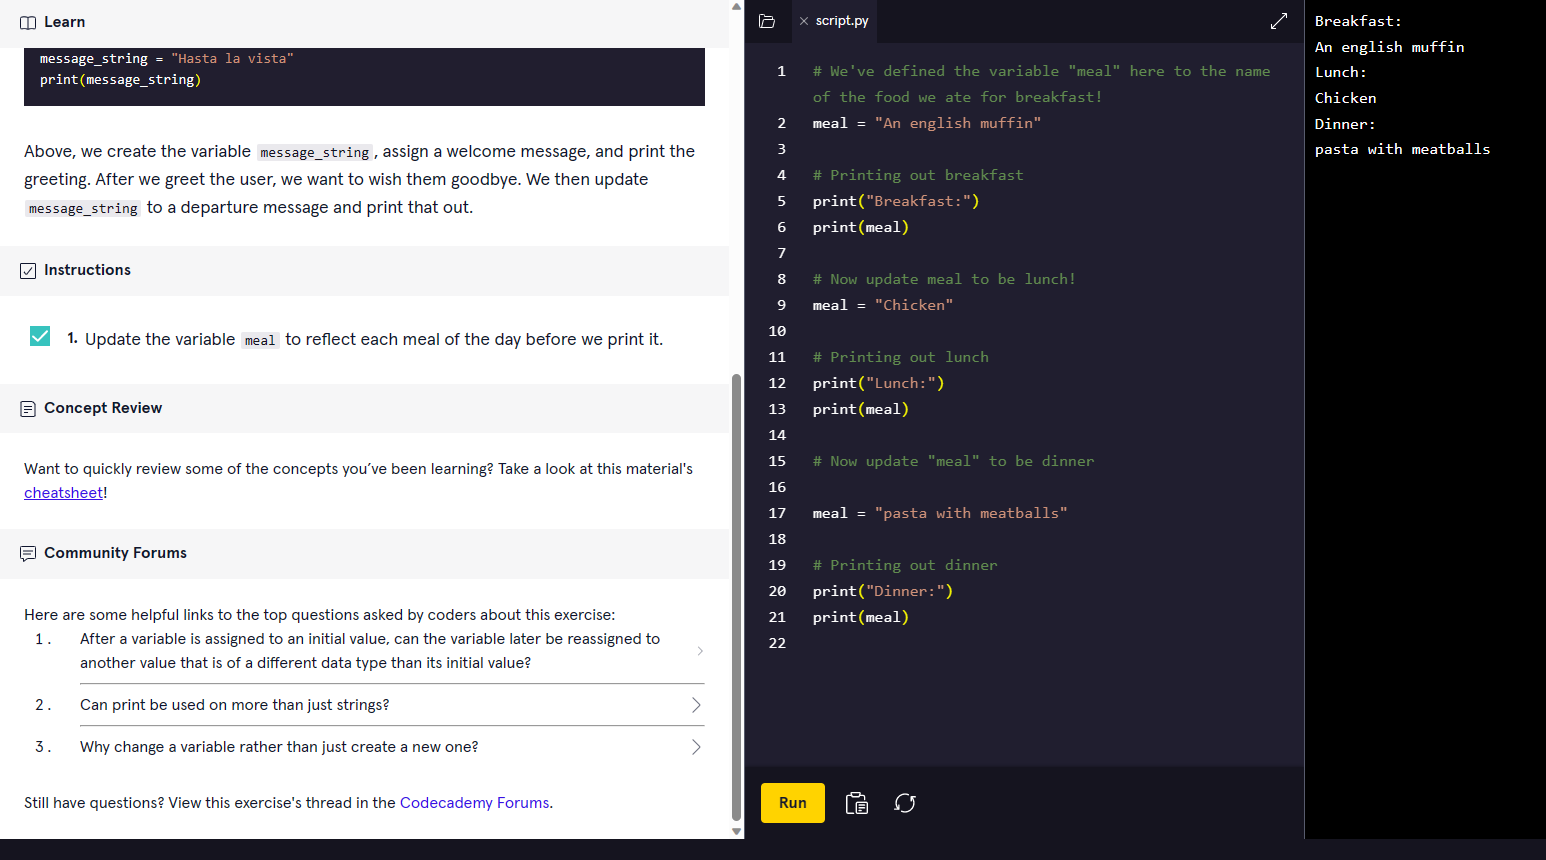 Learn
message_string = "Hasta la vista"
print(message_string)
Above, we create the variable message_string, assign a welcome message, and print the
greeting. After we greet the user, we want to wish them goodbye. We then update
message_string to a departure message and print that out.
Instructions
1. Update the variable meal to reflect each meal of the day before we print it.
Concept Review
Want to quickly review some of the concepts you’ve been learning? Take a look at this material's
cheatsheet!
Community Forums
Here are some helpful links to the top questions asked by coders about this exercise:
1. After a variable is assigned to an initial value, can the variable later be reassigned to
another value that is of a different data type than its initial value?
2. Can print be used on more than just strings?
3. Why change a variable rather than just create a new one?
Still have questions? View this exercise's thread in the Codecademy Forums.
script.py
1 # We've defined the variable "meal" here to the name
of the food we ate for breakfast!
2 meal = "An english muffin"
3
4 # Printing out breakfast
5 print("Breakfast:")
6 print(meal)
7
8 # Now update meal to be lunch!
9 meal = "Chicken"
10
11 # Printing out lunch
12 print("Lunch:")
13 print(meal)
14
15 # Now update "meal" to be dinner
16
17 meal = "pasta with meatballs"
18
19 # Printing out dinner
20 print("Dinner:")
21 print(meal)
22
Run
Breakfast:
An english muffin
Lunch:
Chicken
Dinner:
pasta with meatballs